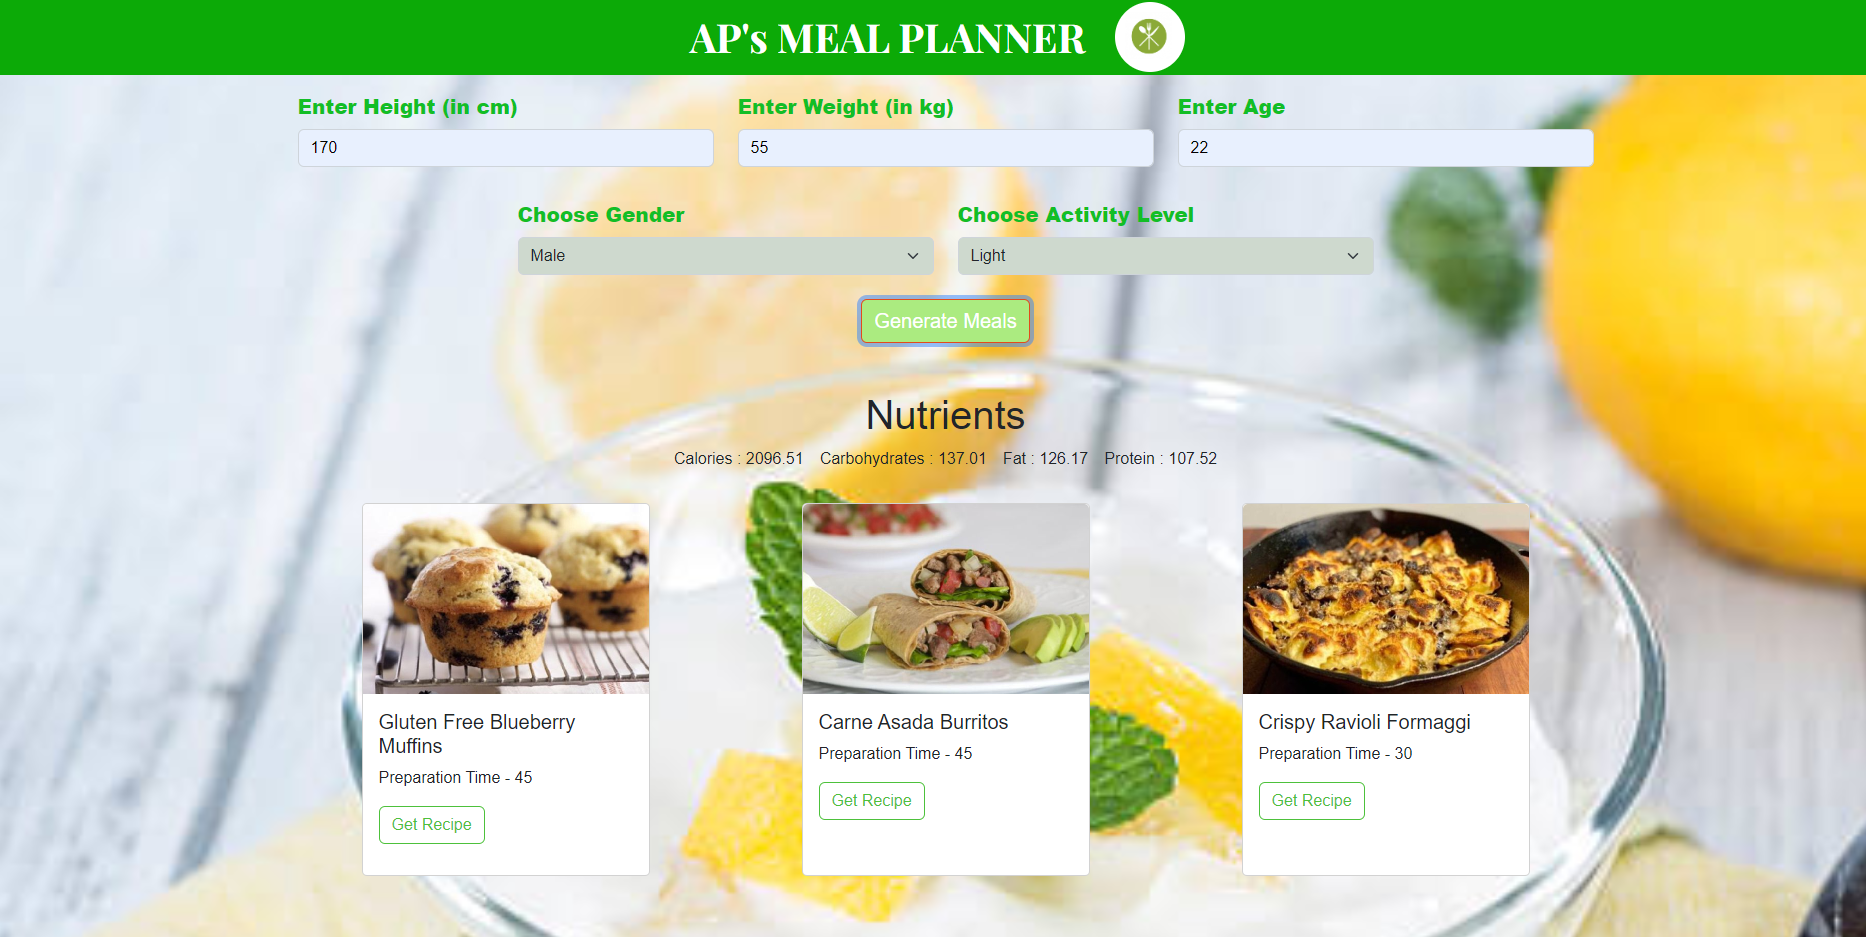 AP's MEAL PLANNER
Enter Height (in cm)
Enter Weight (in kg)
Enter Age
170
55
22
Choose Gender
Choose Activity Level
Male
Light
Generate Meals
Nutrients
Calories : 2096.51 Carbohydrates : 137.01 Fat : 126.17 Protein : 107.52
Gluten Free Blueberry
Muffins
Preparation Time - 45
Get Recipe
Carne Asada Burritos
Preparation Time - 45
Get Recipe
Crispy Ravioli Formaggi
Preparation Time - 30
Get Recipe